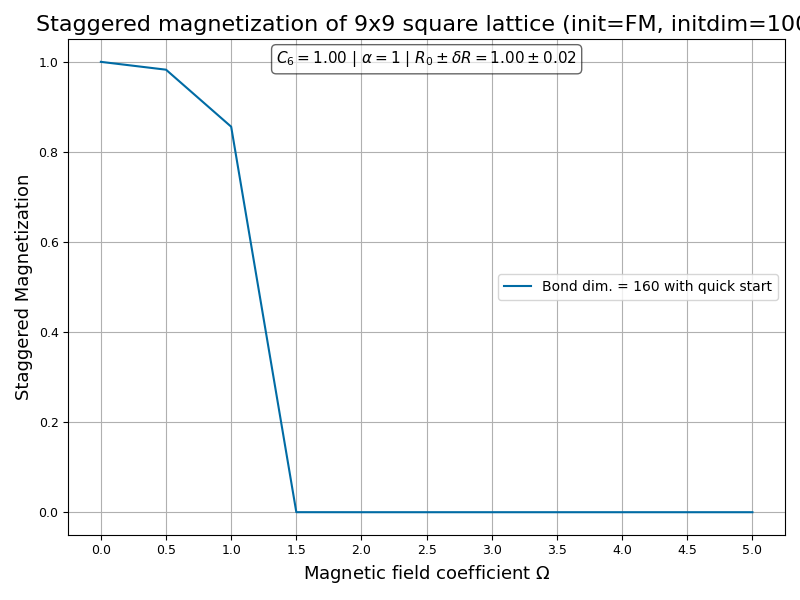 Staggered magnetization of 9x9 square lattice (init=FM, initdim=100
C₆ = 1.00 | α = 1 | R₀ ± δR = 1.00 ± 0.02
Staggered Magnetization
1.0
0.8
0.6
0.4
0.2
0.0
Bond dim. = 160 with quick start
0.0 0.5 1.0 1.5 2.0 2.5 3.0 3.5 4.0 4.5 5.0
Magnetic field coefficient Ω